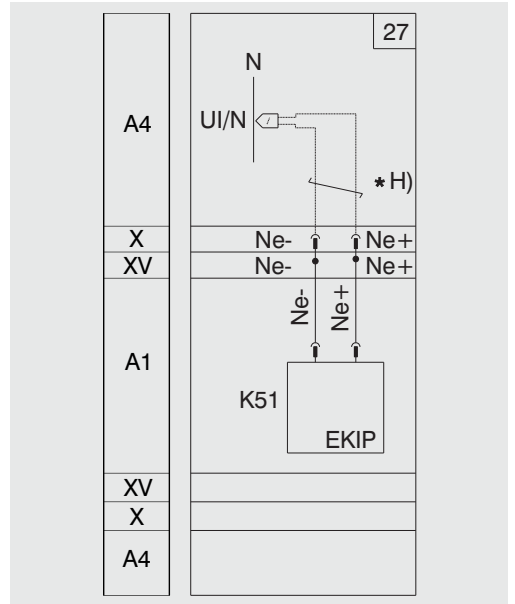 27
N
A4
UI/N
* H)
X
Ne- Ne+
XV
Ne- Ne+
Ne- Ne+
A1
K51
EKIP
XV
X
A4